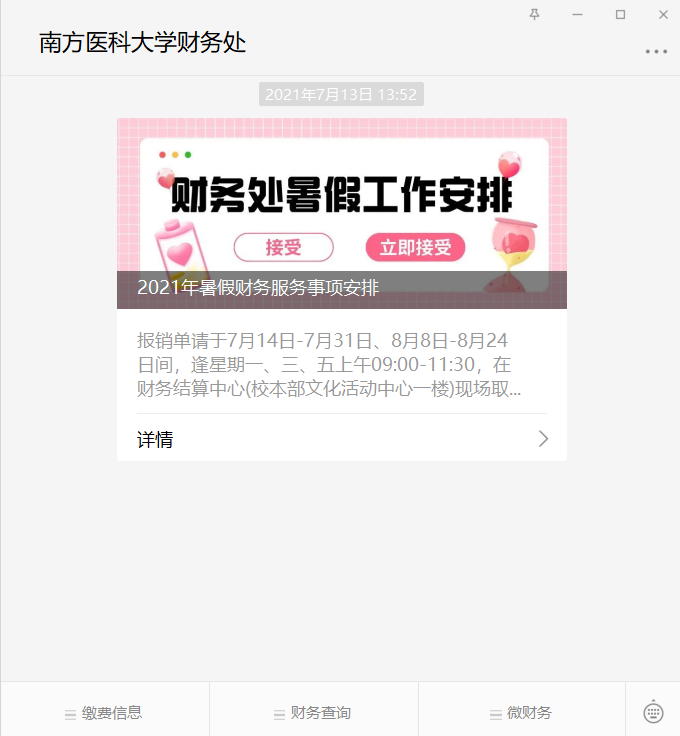 南方医科大学财务处
2021年7月13日 13:52
财务处暑假工作安排
接受
立即接受
2021年暑假财务服务事项安排
报销单请于7月14日-7月31日、8月8日-8月24
日间，逢星期一、三、五上午09:00-11:30，在
财务结算中心(校本部文化活动中心一楼)现场取...
详情
缴费信息
财务查询
微财务